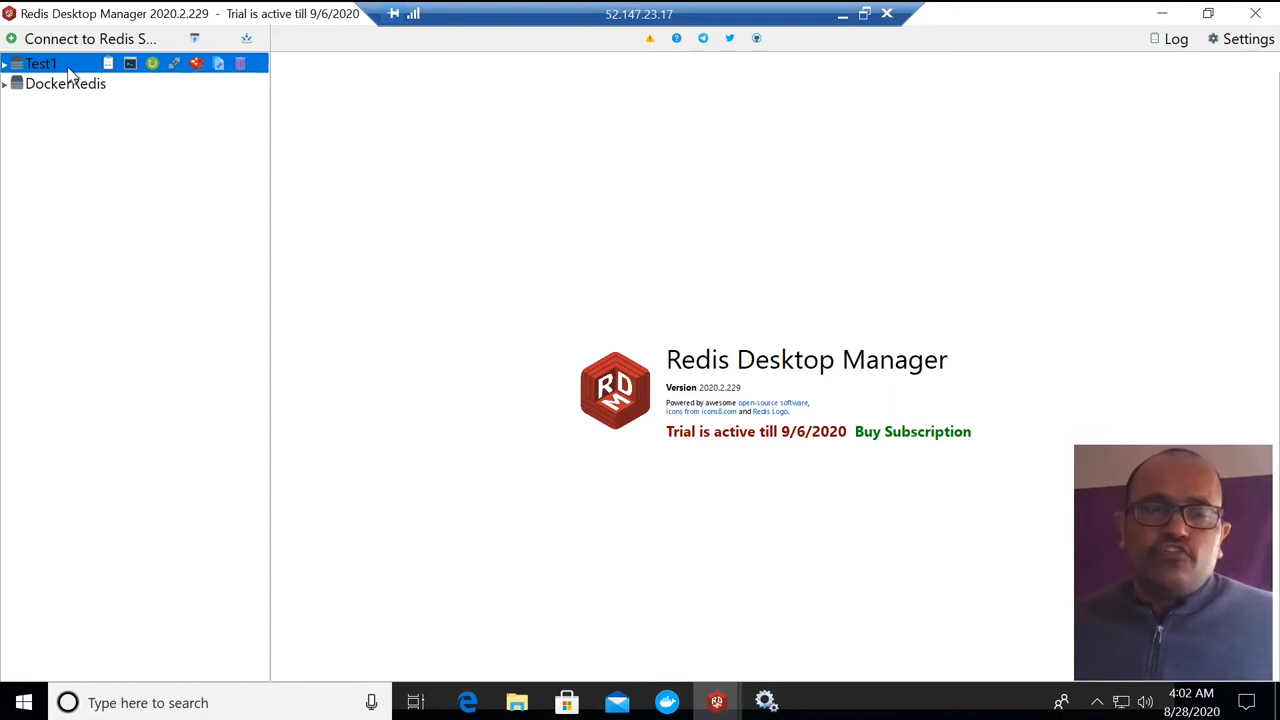 Redis Desktop Manager 2020.2.229 - Trial is active till 9/6/2020
52.147.23.17
Connect to Redis S...
Log
Settings
Test1
DockerRedis
RDM
Redis Desktop Manager
Version 2020.2.229
Powered by awesome open-source software,
icons from icons8.com and Redis Logo.
Trial is active till 9/6/2020 Buy Subscription
Type here to search
4:02 AM
8/28/2020